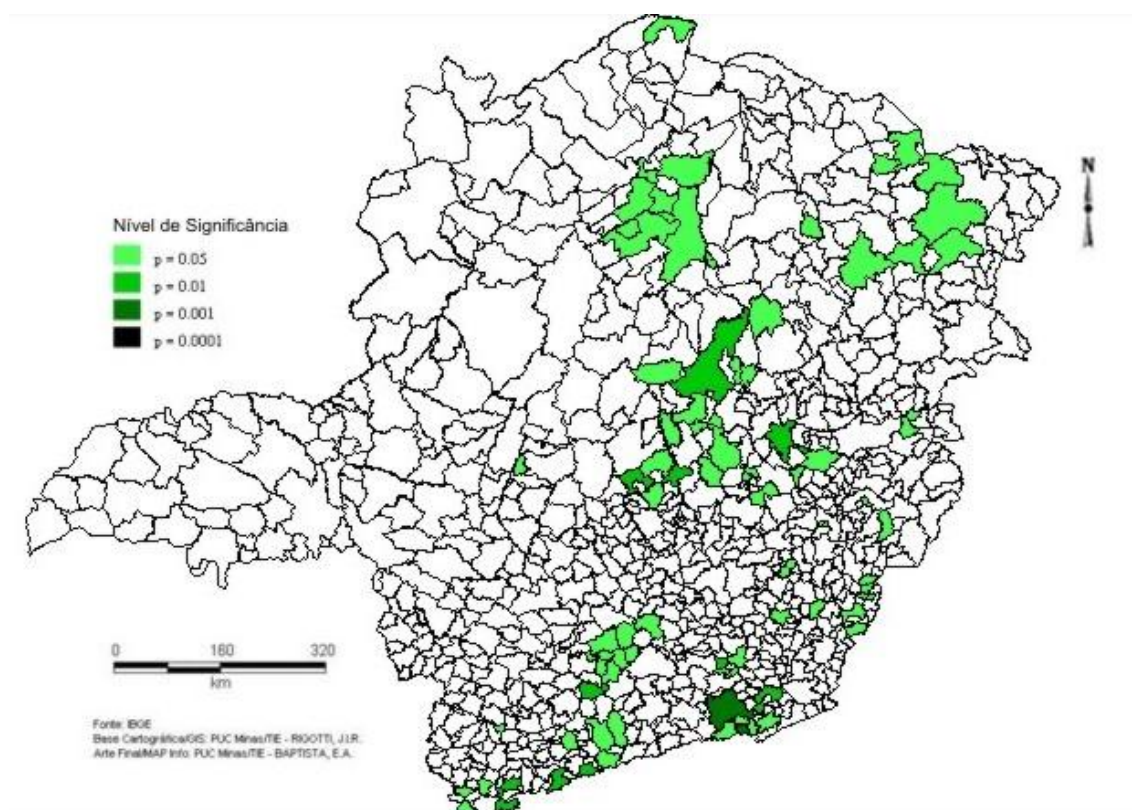 N
Nível de Significância
p = 0.05
p = 0.01
p = 0.001
p = 0.0001
0 160 320
km
Fonte: IBGE
Base Cartográfica/GIS: PUC Minas/TIE - RIGOTTI, J.I.R.
Arte Final/MAP Info: PUC Minas/TIE - BAPTISTA, E.A.